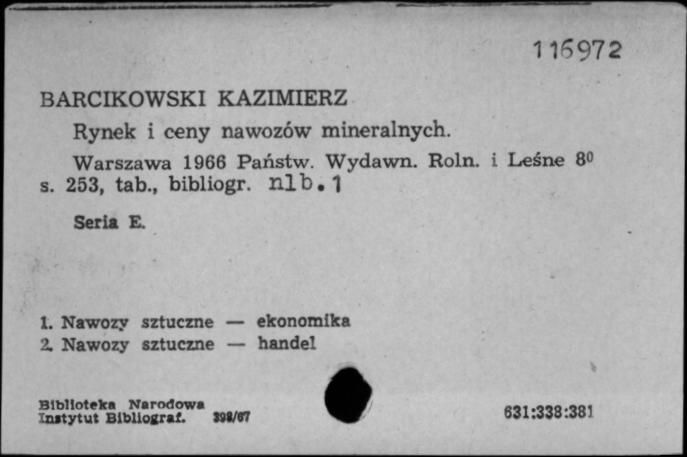 116972
BARCIKOWSKI KAZIMIERZ
Rynek i ceny nawozów mineralnych.
Warszawa 1966 Państw. Wydawn. Roln. i Leśne 8⁰
s. 253, tab., bibliogr. nlb.1
Seria E.
1. Nawozy sztuczne — ekonomika
2. Nawozy sztuczne — handel
Biblioteka Narodowa
Instytut Bibliograf. 398/67
631:338:381